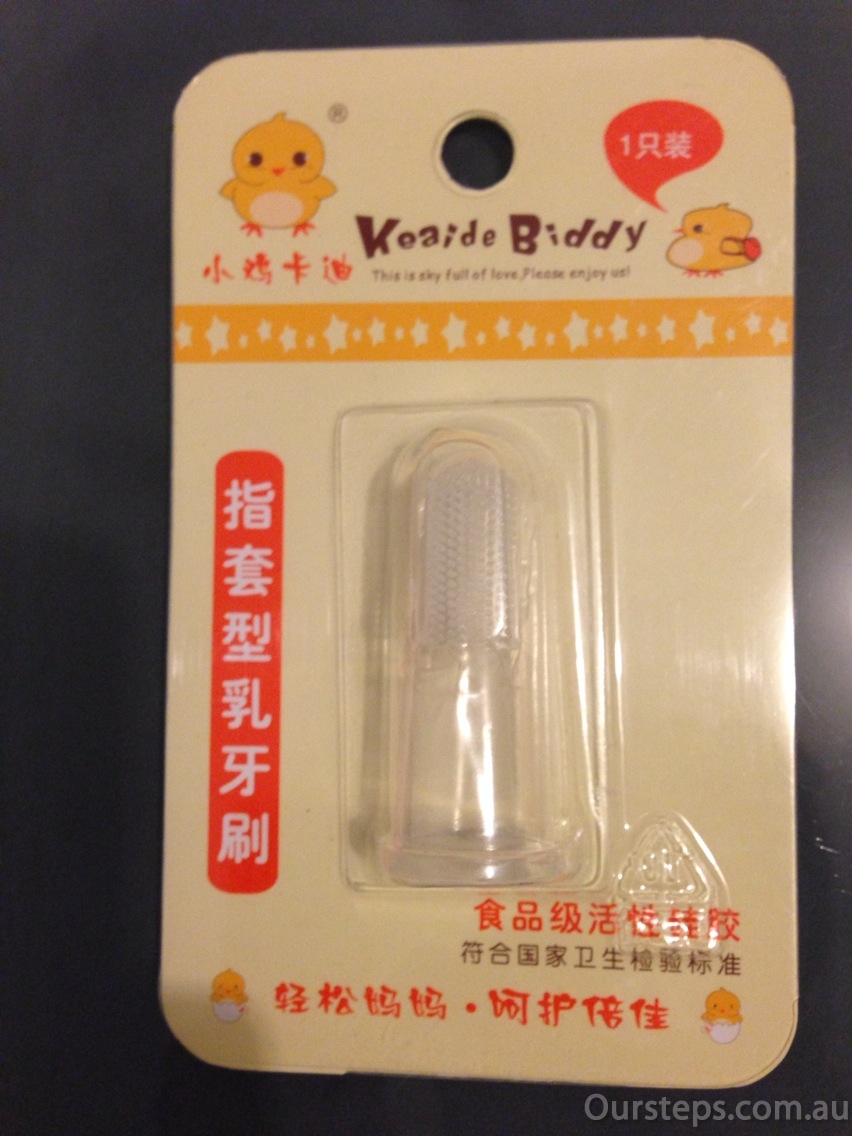 ®
1只装
Keaide Biddy
小鸡卡迪
This is sky full of love,Please enjoy us!
指套型乳牙刷
食品级活性硅胶
符合国家卫生检验标准
轻松妈妈·呵护倍佳
Oursteps.com.au